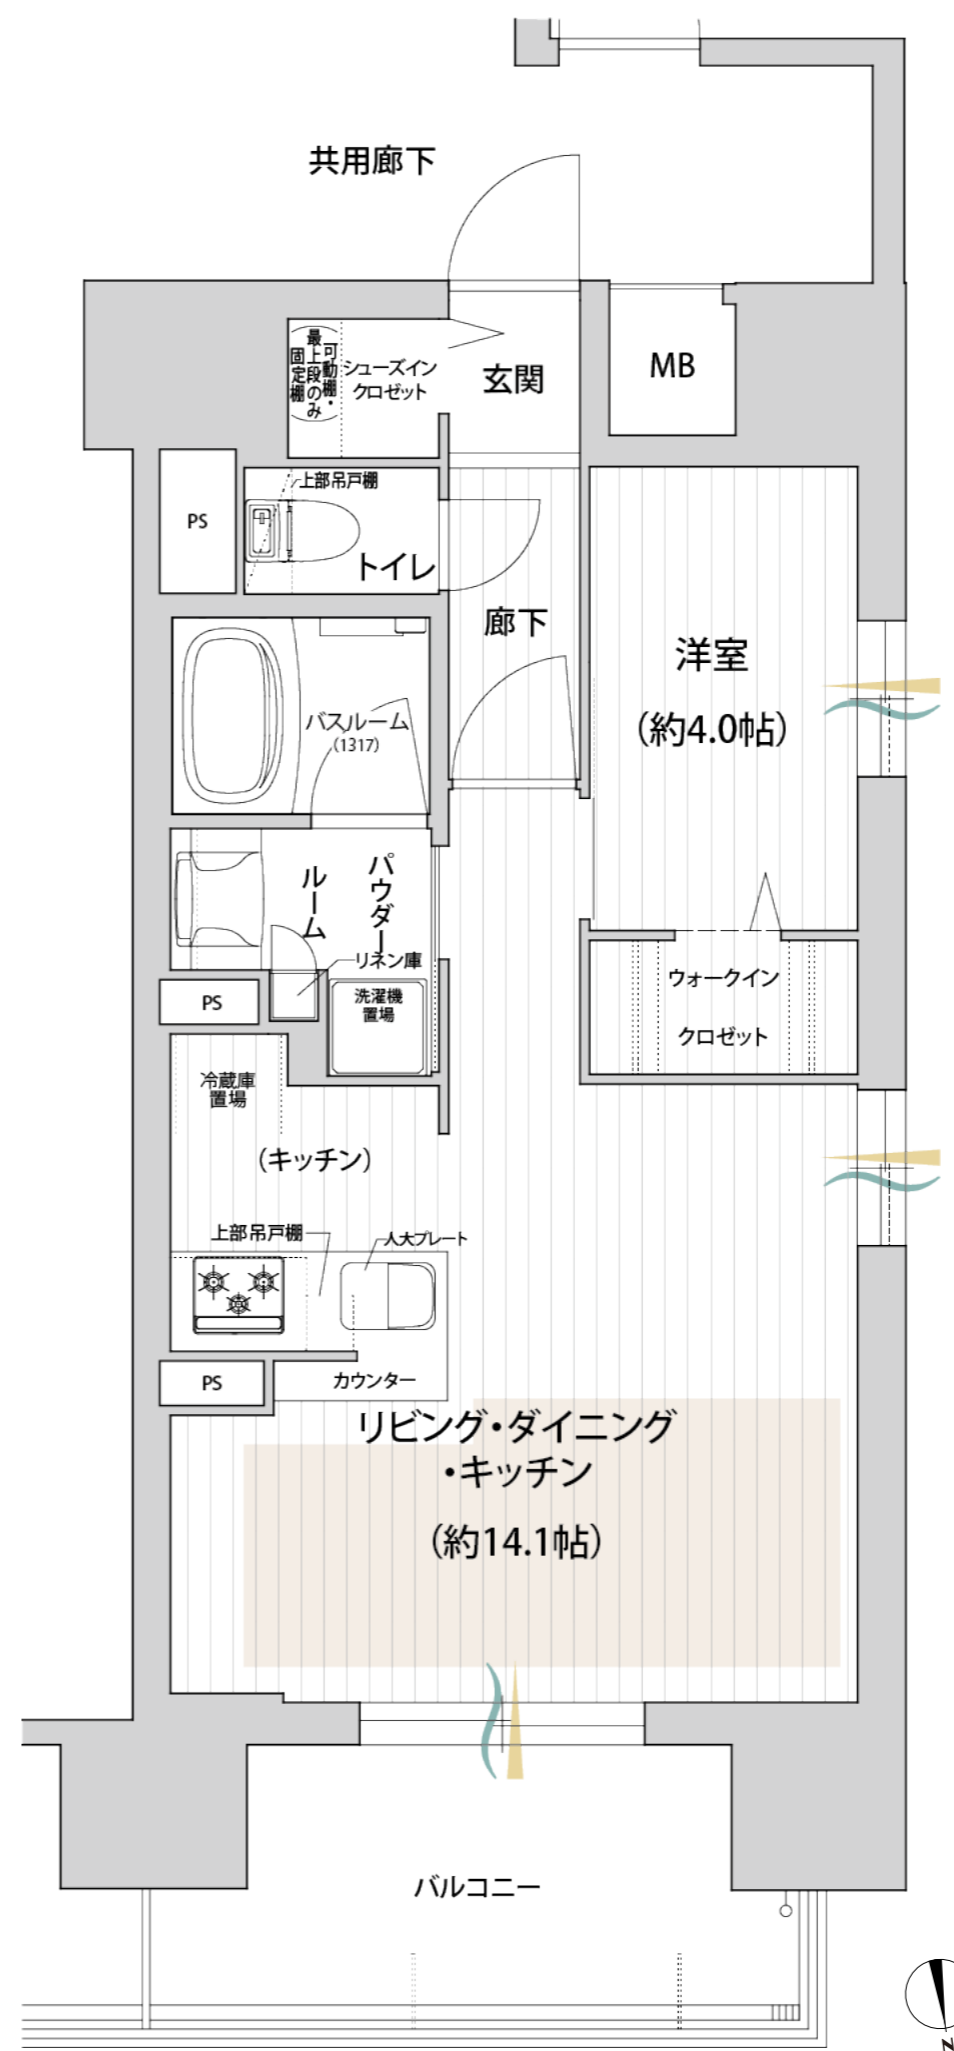 共用廊下
可動棚・
最上段のみ
固定棚
シューズイン
クロゼット
玄関
MB
PS
上部吊戸棚
トイレ
廊下
洋室
(約4.0帖)
バスルーム
(1317)
パウダー
ルーム
リネン庫
PS
洗濯機
置場
ウォークイン
クロゼット
冷蔵庫
置場
(キッチン)
上部吊戸棚
人大プレート
PS
カウンター
リビング・ダイニング
・キッチン
(約14.1帖)
バルコニー
N